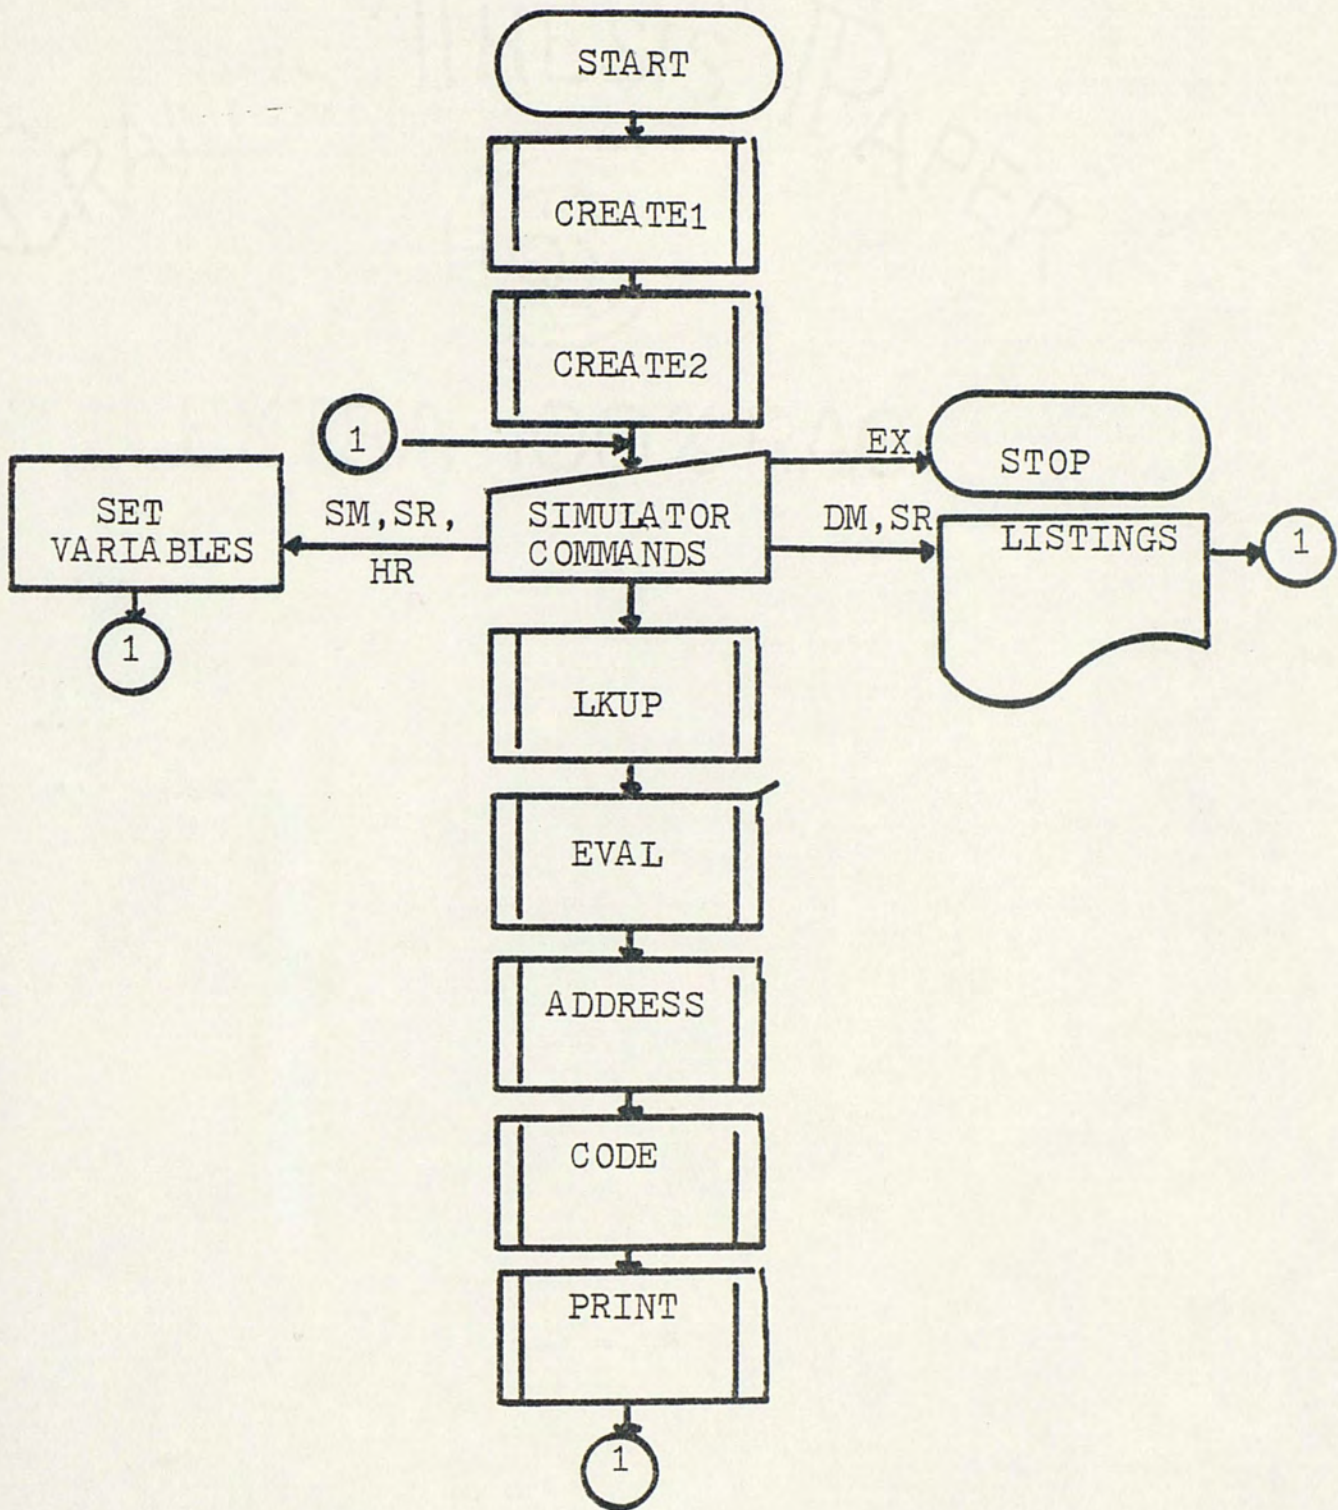 START
CREATE1
CREATE2
1
EX
STOP
SET
VARIABLES
SM,SR,
HR
SIMULATOR
COMMANDS
DM,SR
LISTINGS
1
1
LKUP
EVAL
ADDRESS
CODE
PRINT
1